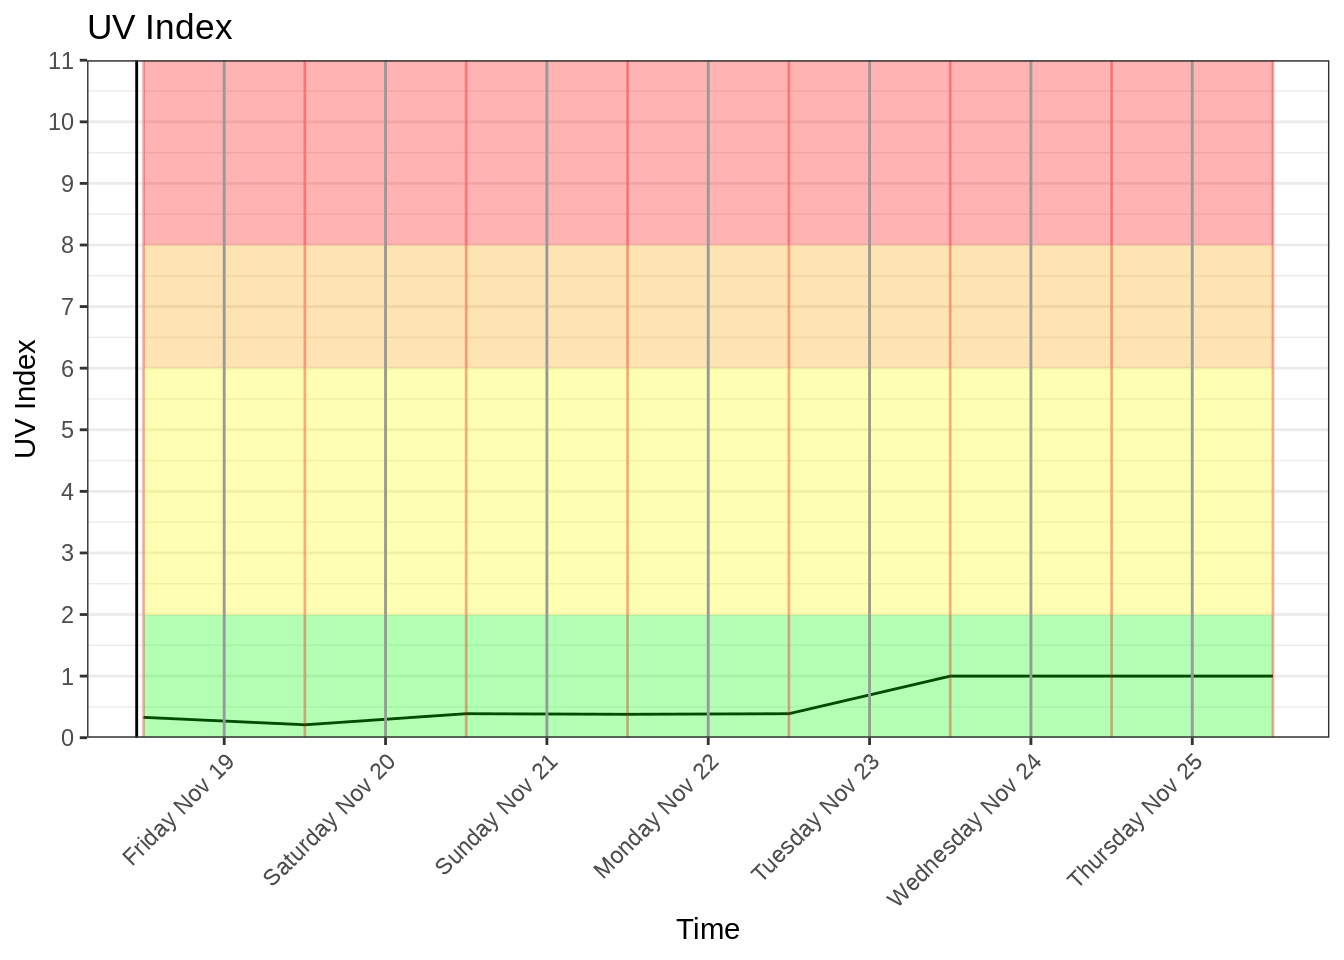 UV Index
11
10
9
8
7
6
5
4
3
2
1
0
UV Index
Friday Nov 19
Saturday Nov 20
Sunday Nov 21
Monday Nov 22
Tuesday Nov 23
Wednesday Nov 24
Thursday Nov 25
Time